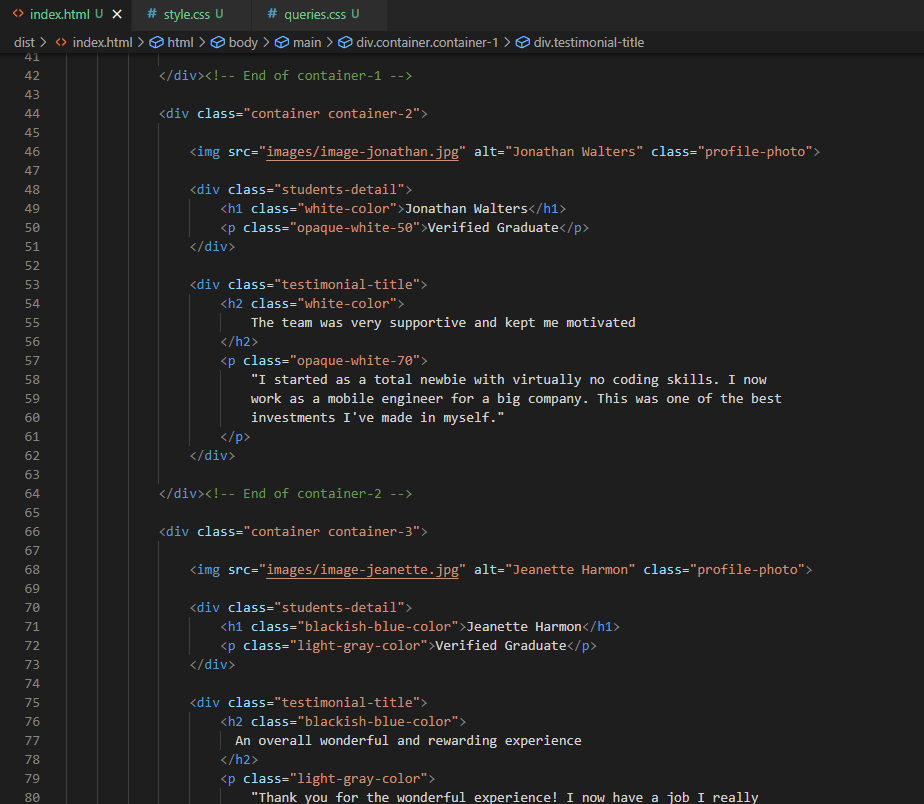 index.html U × # style.css U # queries.css U
dist > index.html > html > body > main > div.container.container-1 > div.testimonial-title
41
42 </div><!-- End of container-1 -->
43
44 <div class="container container-2">
45
46 <img src="images/image-jonathan.jpg" alt="Jonathan Walters" class="profile-photo">
47
48 <div class="students-detail">
49 <h1 class="white-color">Jonathan Walters</h1>
50 <p class="opaque-white-50">Verified Graduate</p>
51 </div>
52
53 <div class="testimonial-title">
54 <h2 class="white-color">
55 The team was very supportive and kept me motivated
56 </h2>
57 <p class="opaque-white-70">
58 "I started as a total newbie with virtually no coding skills. I now
59 work as a mobile engineer for a big company. This was one of the best
60 investments I've made in myself."
61 </p>
62 </div>
63
64 </div><!-- End of container-2 -->
65
66 <div class="container container-3">
67
68 <img src="images/image-jeanette.jpg" alt="Jeanette Harmon" class="profile-photo">
69
70 <div class="students-detail">
71 <h1 class="blackish-blue-color">Jeanette Harmon</h1>
72 <p class="light-gray-color">Verified Graduate</p>
73 </div>
74
75 <div class="testimonial-title">
76 <h2 class="blackish-blue-color">
77 An overall wonderful and rewarding experience
78 </h2>
79 <p class="light-gray-color">
80 "Thank you for the wonderful experience! I now have a job I really